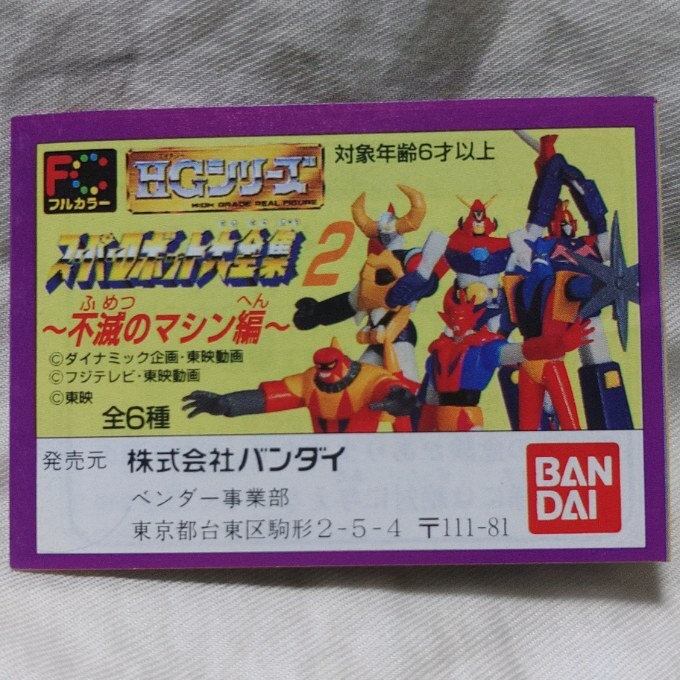 FC
フルカラー
HGシリーズ
HIGH GRADE REAL FIGURE
対象年齢6才以上
スーパーロボット大全集2
ふめつ へん
～不滅のマシン編～
©ダイナミック企画・東映動画
©フジテレビ・東映動画
©東映
全6種
発売元 株式会社バンダイ
ベンダー事業部
東京都台東区駒形2-5-4 〒111-81
BAN
DAI